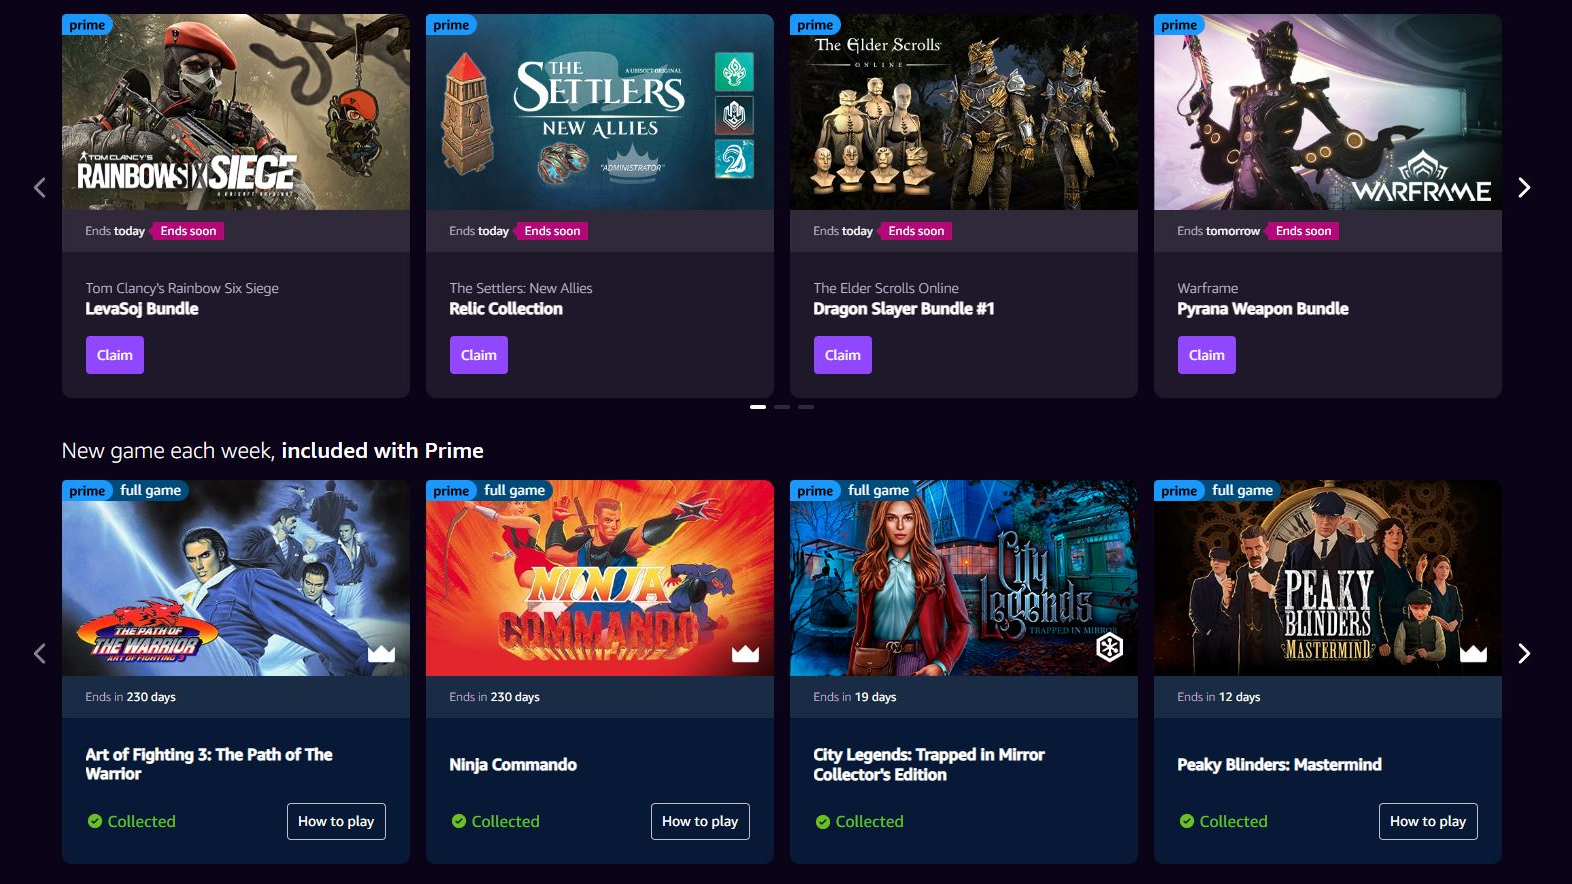 prime
TOM CLANCY'S
RAINBOWSIX SIEGE
Ends today Ends soon
Tom Clancy's Rainbow Six Siege
LevaSoj Bundle
Claim
prime
A UBISOFT ORIGINAL
THE
SETTLERS
NEW ALLIES
"ADMINISTRATOR"
Ends today Ends soon
The Settlers: New Allies
Relic Collection
Claim
prime
The Elder Scrolls
ONLINE
Ends today Ends soon
The Elder Scrolls Online
Dragon Slayer Bundle #1
Claim
prime
WARFRAME
Ends tomorrow Ends soon
Warframe
Pyrana Weapon Bundle
Claim
New game each week, included with Prime
prime full game
THE PATH OF
THE WARRIOR
ART OF FIGHTING 3
Ends in 230 days
Art of Fighting 3: The Path of The
Warrior
Collected
How to play
prime full game
NINJA
COMMANDO
Ends in 230 days
Ninja Commando
Collected
How to play
prime full game
City
Legends
TRAPPED IN MIRROR
Ends in 19 days
City Legends: Trapped in Mirror
Collector's Edition
Collected
prime full game
PEAKY
BLINDERS
MASTERMIND
Ends in 12 days
Peaky Blinders: Mastermind
Collected
How to play